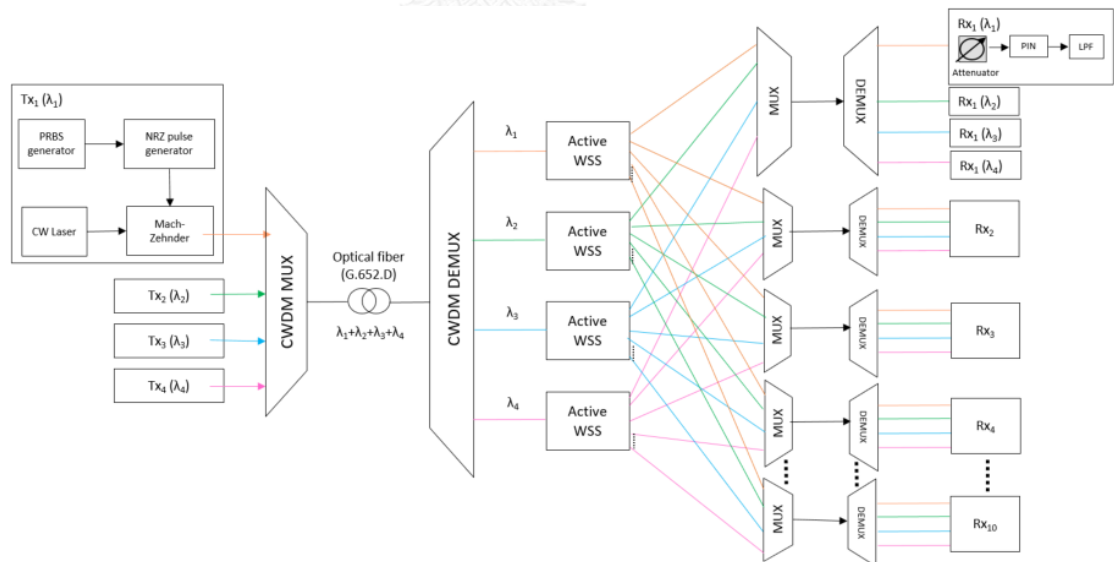 Tx1 (λ1)
PRBS
generator
NRZ pulse
generator
CW Laser
Mach-
Zehnder
Tx2 (λ2)
Tx3 (λ3)
Tx4 (λ4)
CWDM MUX
Optical fiber
(G.652.D)
λ1+λ2+λ3+λ4
CWDM DEMUX
λ1
λ2
λ3
λ4
Active
WSS
Active
WSS
Active
WSS
Active
WSS
MUX
DEMUX
MUX
DEMUX
MUX
DEMUX
MUX
DEMUX
MUX
DEMUX
Rx1 (λ1)
Attenuator
PIN
LPF
Rx1 (λ2)
Rx1 (λ3)
Rx1 (λ4)
Rx2
Rx3
Rx4
Rx10